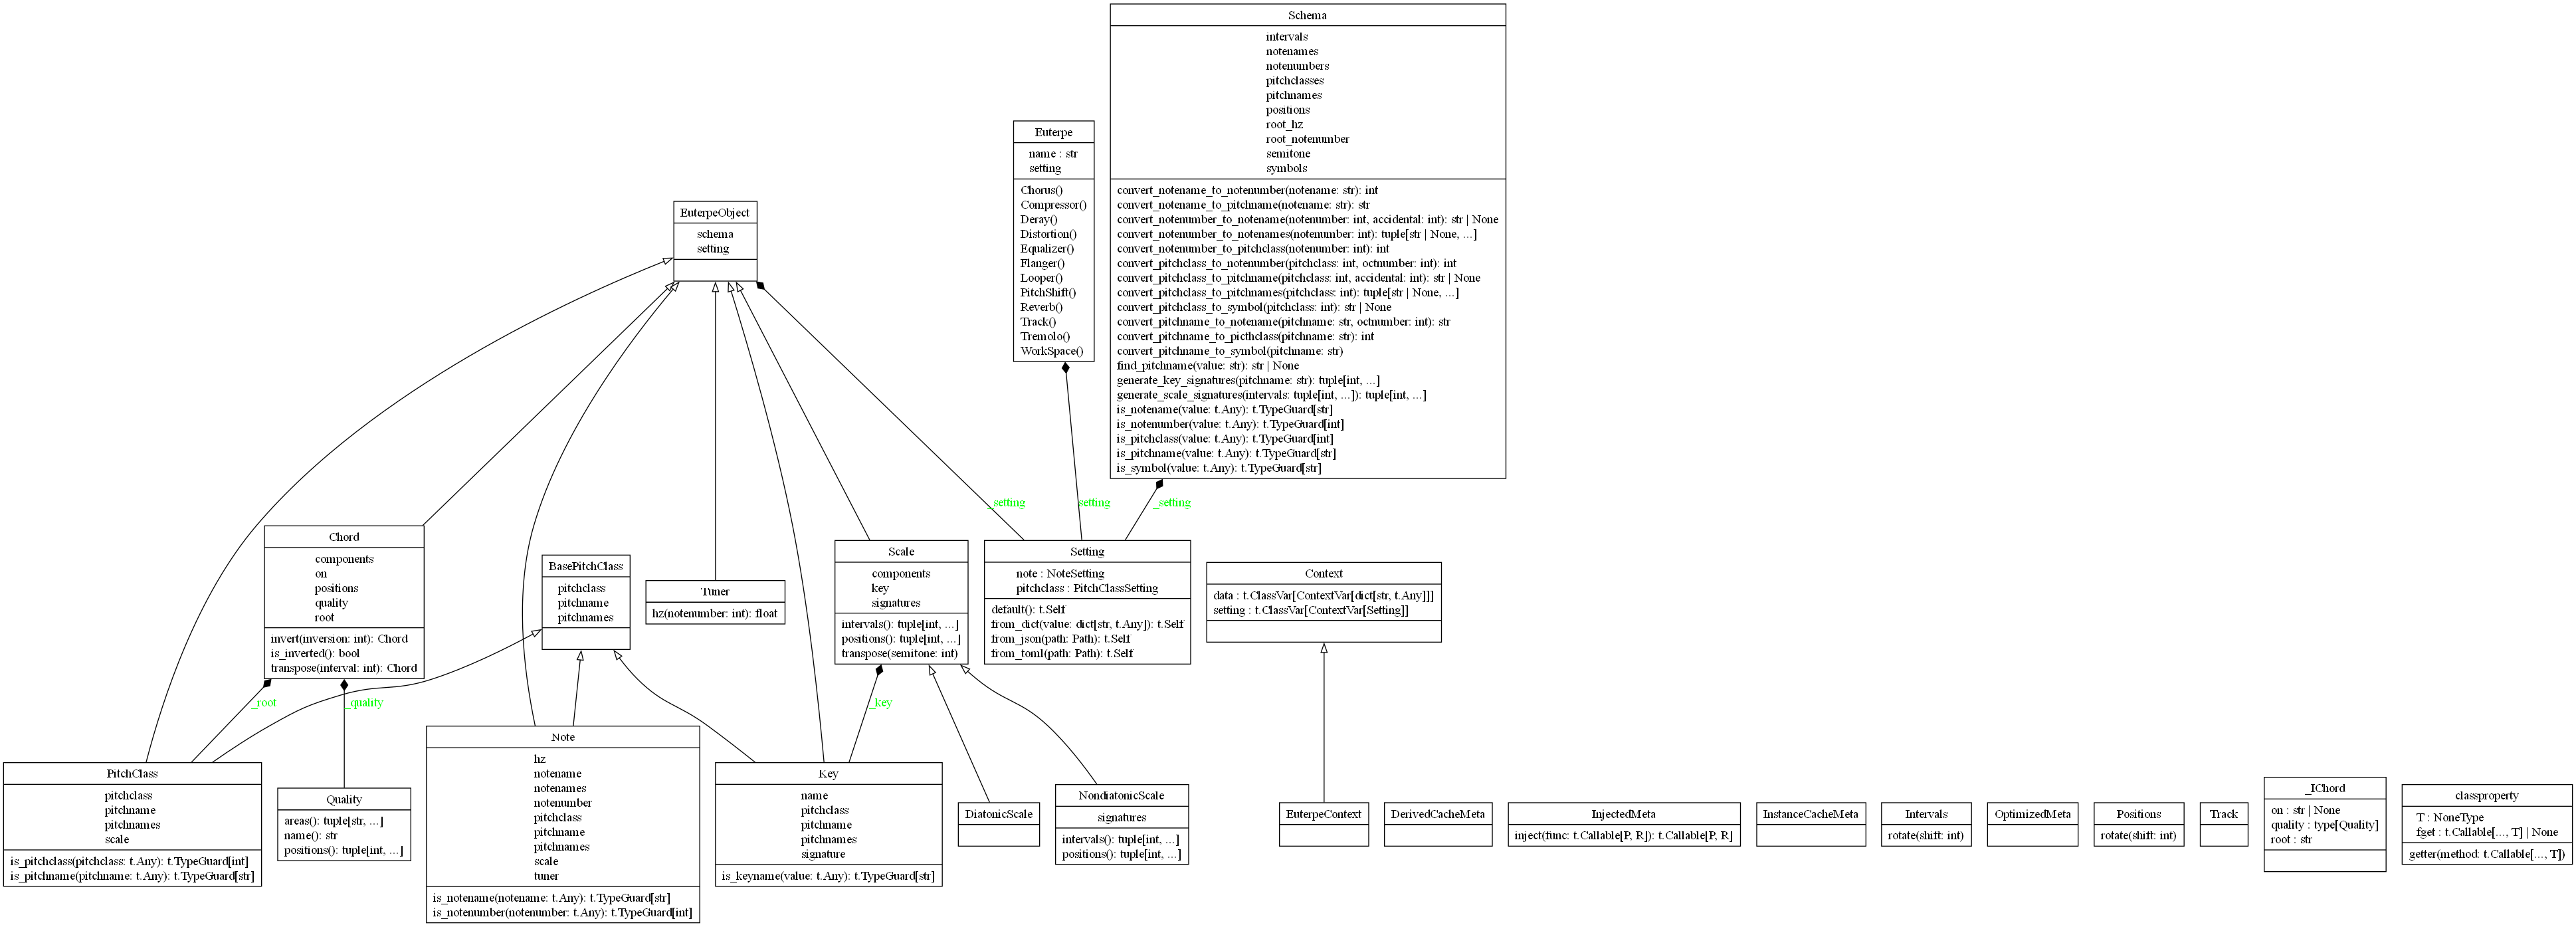 Schema
intervals
notenames
notenumbers
pitchclasses
pitchnames
positions
root_hz
root_notenumber
semitone
symbols
convert_notename_to_notenumber(notename: str): int
convert_notename_to_pitchname(notename: str): str
convert_notenumber_to_notename(notenumber: int, accidental: int): str | None
convert_notenumber_to_notenames(notenumber: int): tuple[str | None, ...]
convert_notenumber_to_pitchclass(notenumber: int): int
convert_pitchclass_to_notenumber(pitchclass: int, octnumber: int): int
convert_pitchclass_to_pitchname(pitchclass: int, accidental: int): str | None
convert_pitchclass_to_pitchnames(pitchclass: int): tuple[str | None, ...]
convert_pitchclass_to_symbol(pitchclass: int): str | None
convert_pitchname_to_notename(pitchname: str, octnumber: int): str
convert_pitchname_to_picthclass(pitchname: str): int
convert_pitchname_to_symbol(pitchname: str)
find_pitchname(value: str): str | None
generate_key_signatures(pitchname: str): tuple[int, ...]
generate_scale_signatures(intervals: tuple[int, ...]): tuple[int, ...]
is_notename(value: t.Any): t.TypeGuard[str]
is_notenumber(value: t.Any): t.TypeGuard[int]
is_pitchclass(value: t.Any): t.TypeGuard[int]
is_pitchname(value: t.Any): t.TypeGuard[str]
is_symbol(value: t.Any): t.TypeGuard[str]
Euterpe
name : str
setting
Chorus()
Compressor()
Deray()
Distortion()
Equalizer()
Flanger()
Looper()
PitchShift()
Reverb()
Track()
Tremolo()
WorkSpace()
EuterpeObject
schema
setting
_setting
setting
_setting
Chord
components
on
positions
quality
root
invert(inversion: int): Chord
is_inverted(): bool
transpose(interval: int): Chord
BasePitchClass
pitchclass
pitchname
pitchnames
Tuner
hz(notenumber: int): float
Scale
components
key
signatures
intervals(): tuple[int, ...]
positions(): tuple[int, ...]
transpose(semitone: int)
Setting
note : NoteSetting
pitchclass : PitchClassSetting
default(): t.Self
from_dict(value: dict[str, t.Any]): t.Self
from_json(path: Path): t.Self
from_toml(path: Path): t.Self
Context
data : t.ClassVar[ContextVar[dict[str, t.Any]]]
setting : t.ClassVar[ContextVar[Setting]]
_root
_quality
_key
PitchClass
pitchclass
pitchname
pitchnames
scale
is_pitchclass(pitchclass: t.Any): t.TypeGuard[int]
is_pitchname(pitchname: t.Any): t.TypeGuard[str]
Quality
areas(): tuple[str, ...]
name(): str
positions(): tuple[int, ...]
Note
hz
notename
notenames
notenumber
pitchclass
pitchname
pitchnames
scale
tuner
is_notename(notename: t.Any): t.TypeGuard[str]
is_notenumber(notenumber: t.Any): t.TypeGuard[int]
Key
name
pitchclass
pitchname
pitchnames
signature
is_keyname(value: t.Any): t.TypeGuard[str]
DiatonicScale
NondiatonicScale
signatures
intervals(): tuple[int, ...]
positions(): tuple[int, ...]
EuterpeContext
DerivedCacheMeta
InjectedMeta
inject(func: t.Callable[P, R]): t.Callable[P, R]
InstanceCacheMeta
Intervals
rotate(shift: int)
OptimizedMeta
Positions
rotate(shift: int)
Track
_IChord
on : str | None
quality : type[Quality]
root : str
classproperty
T : NoneType
fget : t.Callable[..., T] | None
getter(method: t.Callable[..., T])